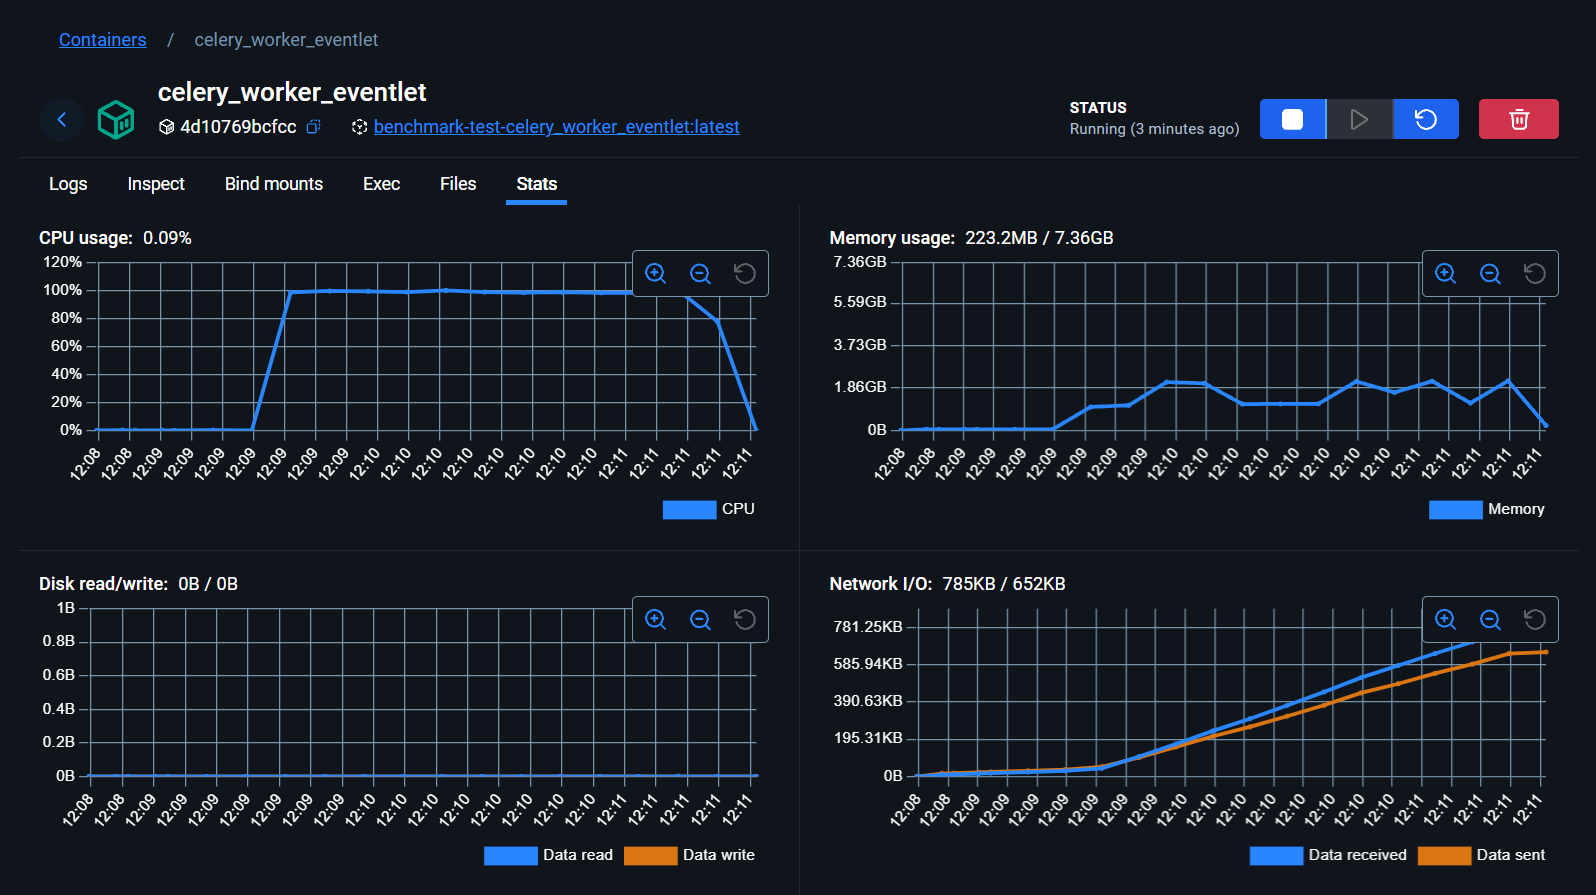 Containers / celery_worker_eventlet
celery_worker_eventlet
4d10769bcfcc benchmark-test-celery_worker_eventlet:latest
STATUS
Running (3 minutes ago)
Logs Inspect Bind mounts Exec Files Stats
CPU usage: 0.09%
120%
100%
80%
60%
40%
20%
0%
12:08 12:08 12:09 12:09 12:09 12:09 12:09 12:09 12:09 12:10 12:10 12:10 12:10 12:10 12:10 12:10 12:10 12:11 12:11 12:11 12:11 12:11
CPU
Memory usage: 223.2MB / 7.36GB
7.36GB
5.59GB
3.73GB
1.86GB
0B
12:08 12:08 12:09 12:09 12:09 12:09 12:09 12:09 12:09 12:10 12:10 12:10 12:10 12:10 12:10 12:10 12:10 12:11 12:11 12:11 12:11 12:11
Memory
Disk read/write: 0B / 0B
1B
0.8B
0.6B
0.4B
0.2B
0B
12:08 12:08 12:09 12:09 12:09 12:09 12:09 12:09 12:09 12:10 12:10 12:10 12:10 12:10 12:10 12:10 12:10 12:11 12:11 12:11 12:11 12:11
Data read Data write
Network I/O: 785KB / 652KB
781.25KB
585.94KB
390.63KB
195.31KB
0B
12:08 12:08 12:09 12:09 12:09 12:09 12:09 12:09 12:09 12:10 12:10 12:10 12:10 12:10 12:10 12:10 12:10 12:11 12:11 12:11 12:11 12:11
Data received Data sent